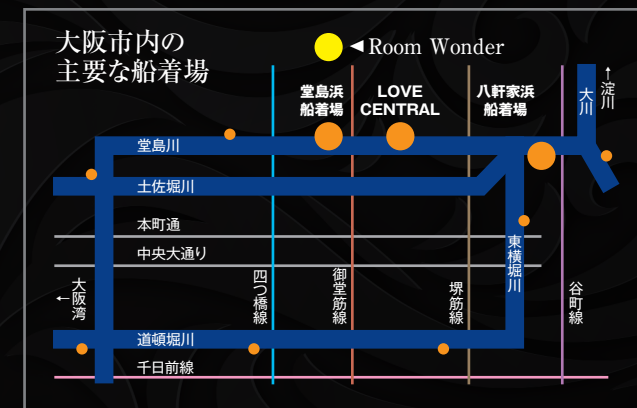 大阪市内の
主要な船着場
◄Room Wonder
堂島浜
船着場
LOVE
CENTRAL
八軒家浜
船着場
大川
↑淀川
堂島川
土佐堀川
本町通
中央大通り
東横堀川
←大阪湾
四つ橋線
御堂筋線
堺筋線
谷町線
道頓堀川
千日前線